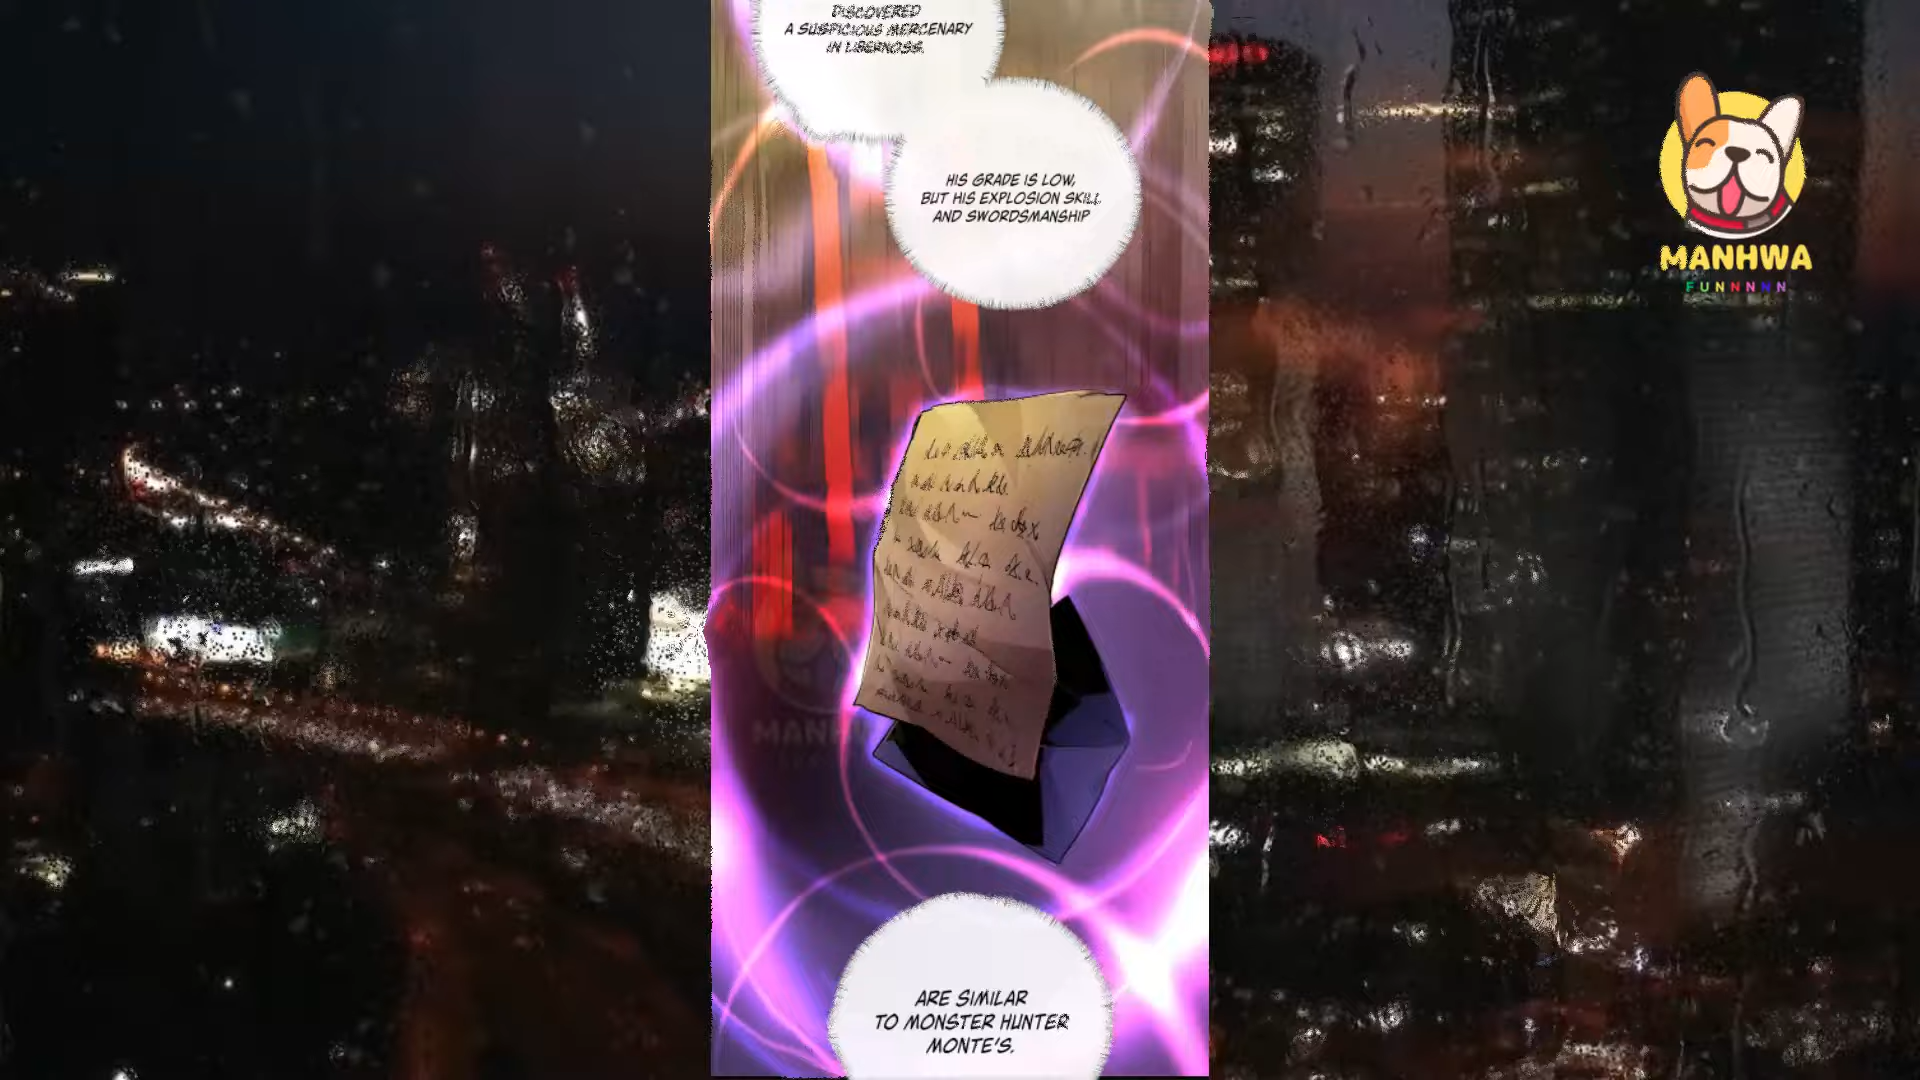 DISCOVERED
A SUSPICIOUS MERCENARY
IN LIBERNOSS.
HIS GRADE IS LOW,
BUT HIS EXPLOSION SKILL
AND SWORDSMANSHIP
ARE SIMILAR
TO MONSTER HUNTER
MONTE'S.
MANHWA
FUNNNNN